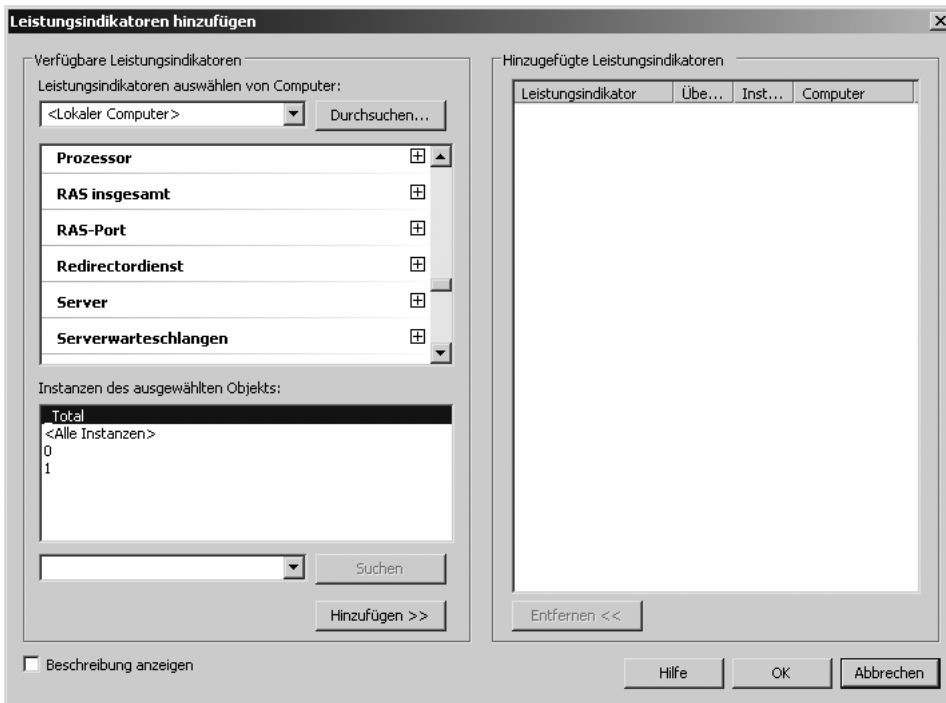 Leistungsindikatoren hinzufügen
Verfügbare Leistungsindikatoren
Leistungsindikatoren auswählen von Computer:
<Lokaler Computer>
Durchsuchen...
Prozessor
RAS insgesamt
RAS-Port
Redirectordienst
Server
Serverwarteschlangen
Instanzen des ausgewählten Objekts:
_Total
<Alle Instanzen>
0
1
Suchen
Hinzufügen >>
Hinzugefügte Leistungsindikatoren
Leistungsindikator Übe... Inst... Computer
Entfernen <<
Beschreibung anzeigen
Hilfe
OK
Abbrechen